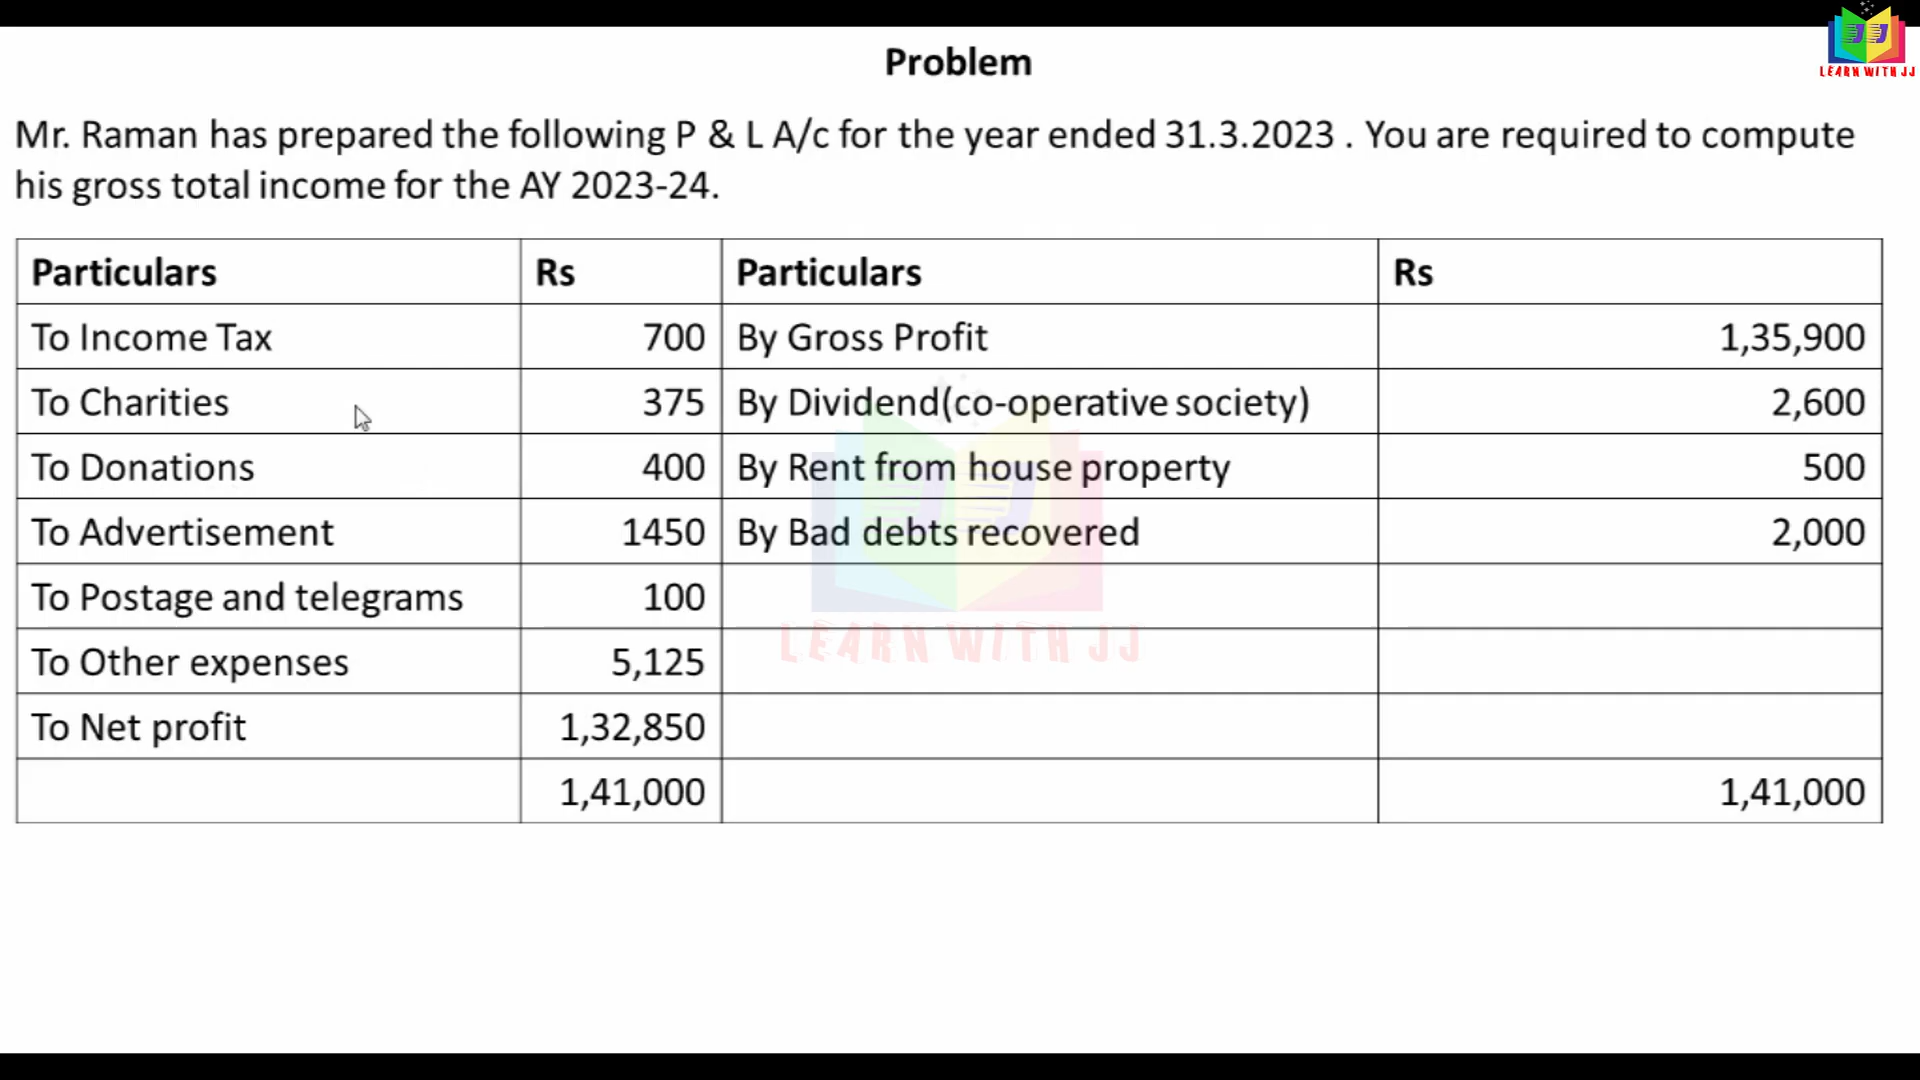 LEARN WITH JJ
Problem
Mr. Raman has prepared the following P & L A/c for the year ended 31.3.2023 . You are required to compute
his gross total income for the AY 2023-24.
Particulars Rs Particulars Rs
To Income Tax 700 By Gross Profit 1,35,900
To Charities 375 By Dividend(co-operative society) 2,600
To Donations 400 By Rent from house property 500
To Advertisement 1450 By Bad debts recovered 2,000
To Postage and telegrams 100
LEARN WITH JJ
To Other expenses 5,125
To Net profit 1,32,850
1,41,000 1,41,000